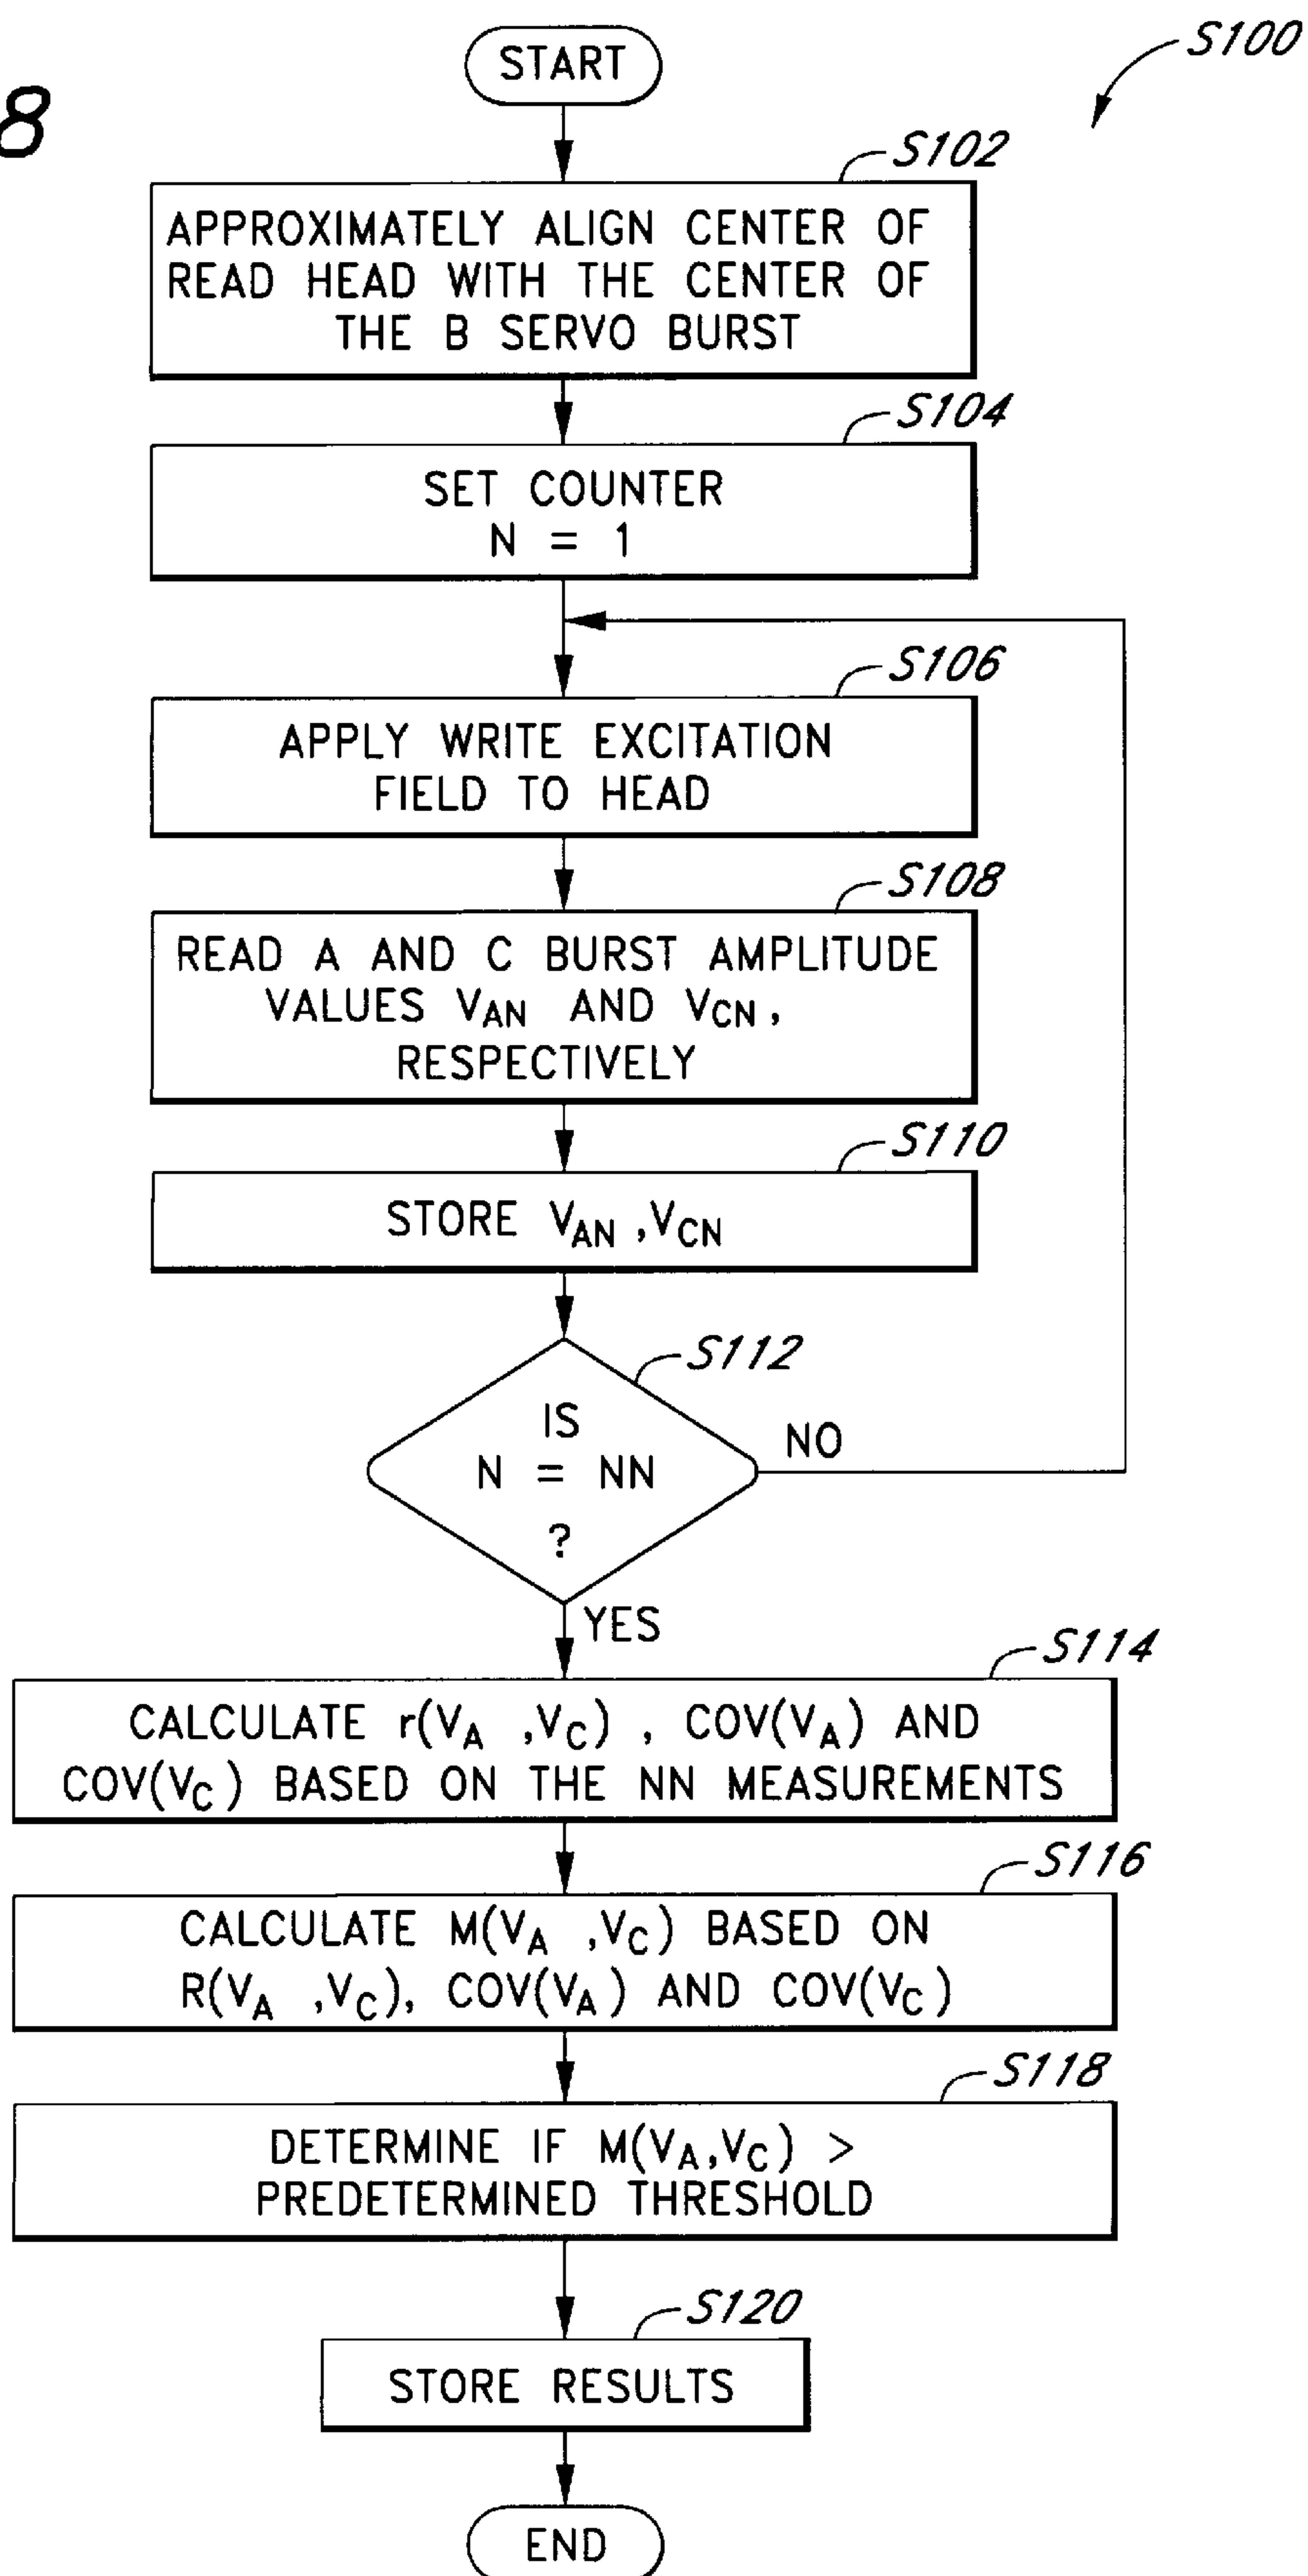 8
S100
START
S102
APPROXIMATELY ALIGN CENTER OF
READ HEAD WITH THE CENTER OF
THE B SERVO BURST
S104
SET COUNTER
N = 1
S106
APPLY WRITE EXCITATION
FIELD TO HEAD
S108
READ A AND C BURST AMPLITUDE
VALUES VAN AND VCN,
RESPECTIVELY
S110
STORE VAN ,VCN
S112
IS
N = NN
?
NO
YES
S114
CALCULATE r(VA ,VC) , COV(VA) AND
COV(VC) BASED ON THE NN MEASUREMENTS
S116
CALCULATE M(VA ,VC) BASED ON
R(VA ,VC), COV(VA) AND COV(VC)
S118
DETERMINE IF M(VA,VC) >
PREDETERMINED THRESHOLD
S120
STORE RESULTS
END